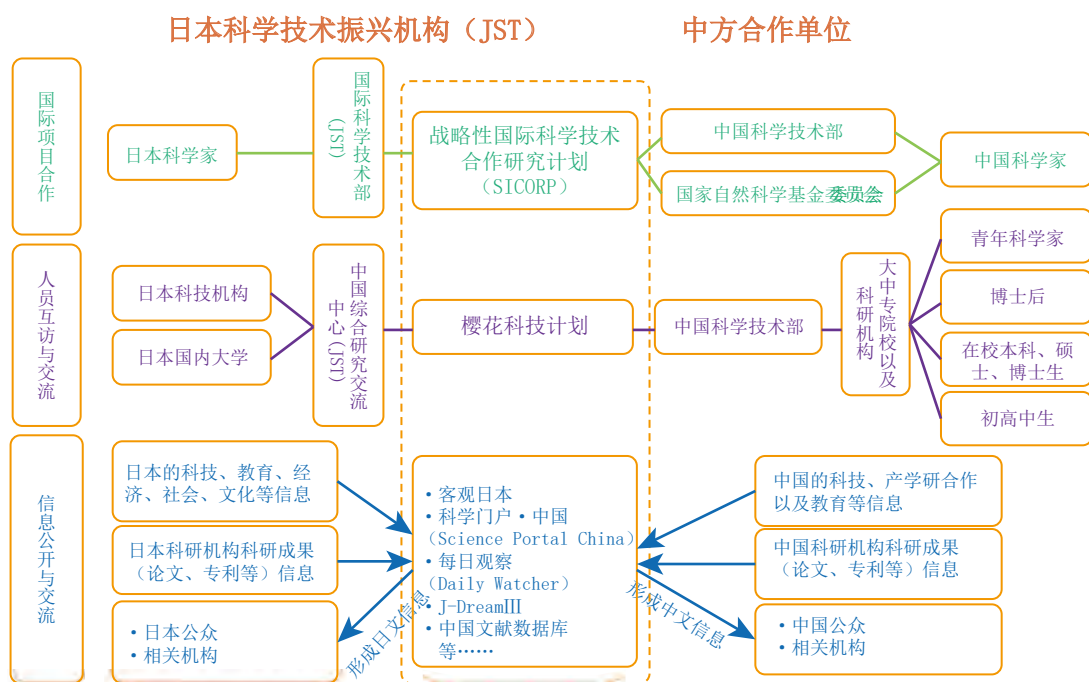 日本科学技术振兴机构（JST）
中方合作单位
国际项目合作
日本科学家
国际科学技术部
（JST）
战略性国际科学技术
合作研究计划
（SICORP）
中国科学技术部
国家自然科学基金委员会
中国科学家
人员互访与交流
日本科技机构
日本国内大学
中国综合研究交流
中心（JST）
樱花科技计划
中国科学技术部
大中专院校以及
科研机构
青年科学家
博士后
在校本科、硕
士、博士生
初高中生
信息公开与交流
日本的科技、教育、经
济、社会、文化等信息
日本科研机构科研成果
（论文、专利等）信息
・日本公众
・相关机构
形成日文信息
・客观日本
・科学门户・中国
（Science Portal China）
・每日观察
（Daily Watcher）
・J-DreamⅢ
・中国文献数据库
等……
形成中文信息
中国的科技、产学研合作
以及教育等信息
中国科研机构科研成果
（论文、专利等）信息
・中国公众
・相关机构